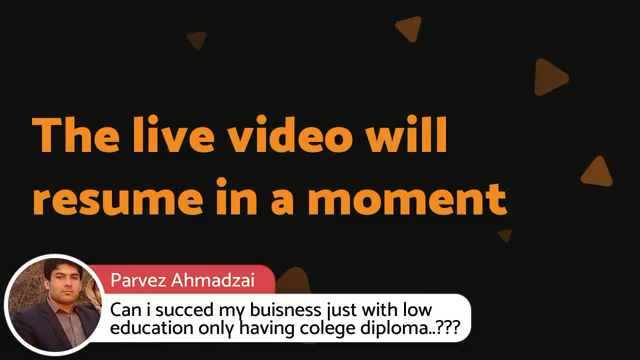 The live video will
resume in a moment
Parvez Ahmadzai
Can i succed my buisness just with low
education only having colege diploma..???